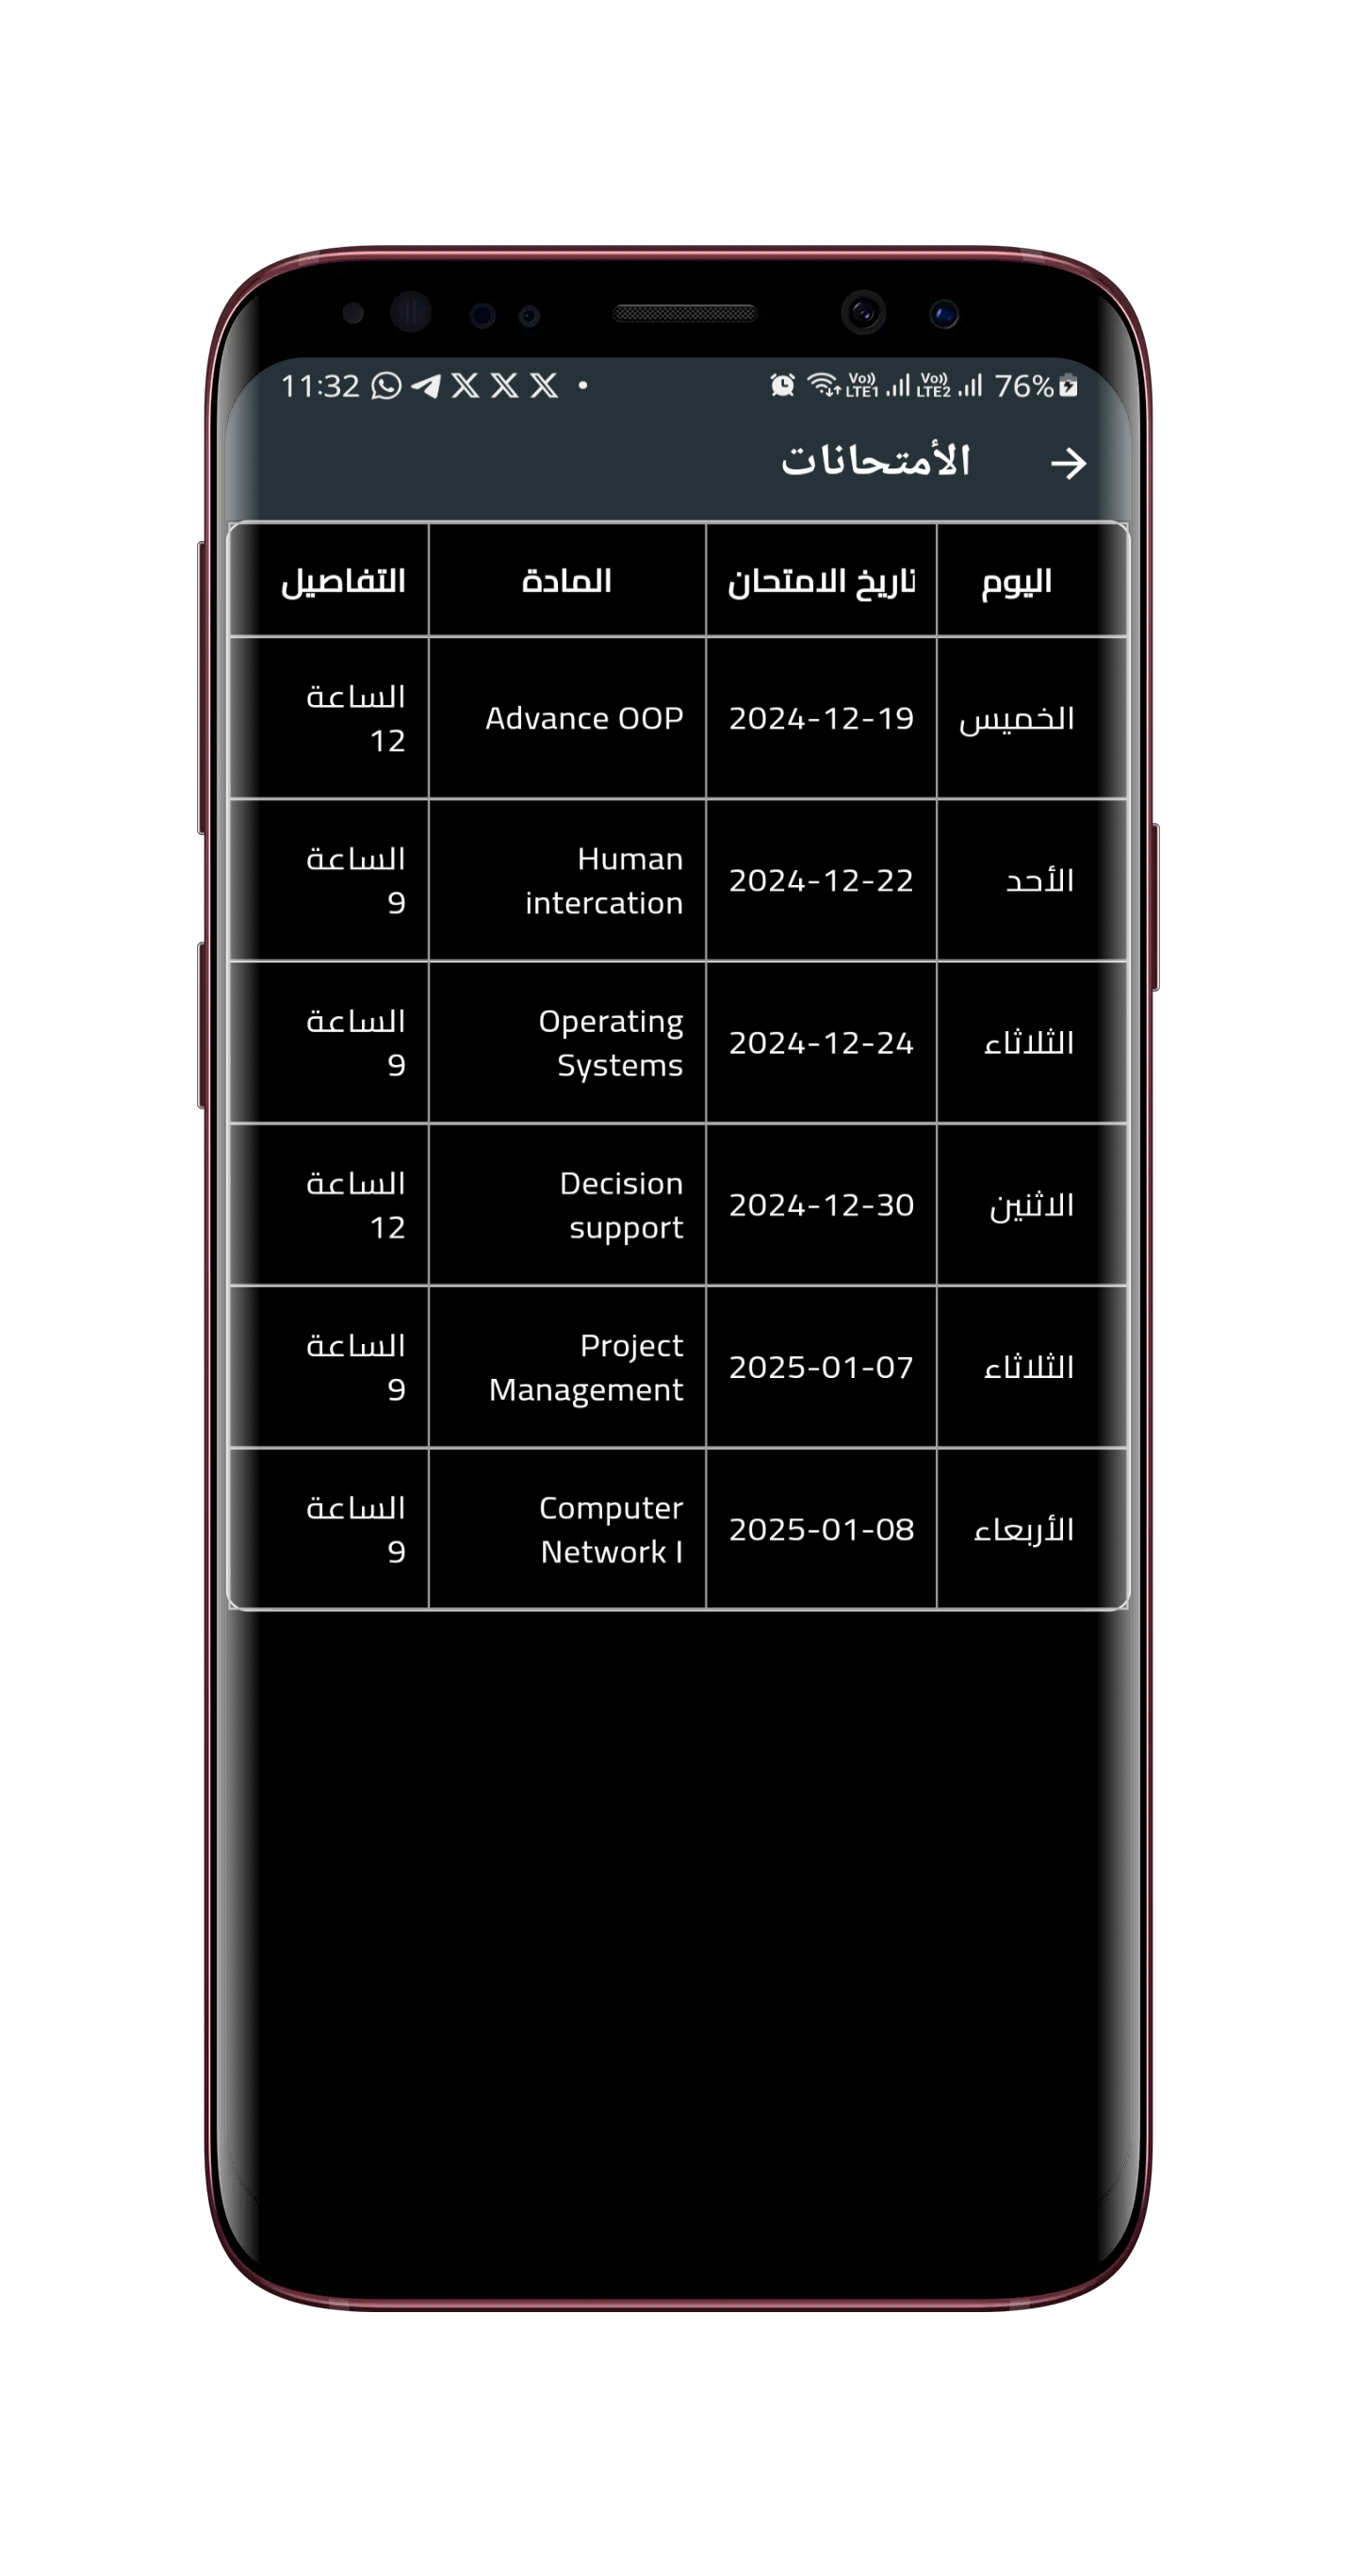 11:32
Vo)) LTE1 Vo)) LTE2 76%
الأمتحانات
اليوم
تاريخ الامتحان
المادة
التفاصيل
الخميس
2024-12-19
Advance OOP
الساعة
12
الأحد
2024-12-22
Human
intercation
الساعة
9
الثلاثاء
2024-12-24
Operating
Systems
الساعة
9
الاثنين
2024-12-30
Decision
support
الساعة
12
الثلاثاء
2025-01-07
Project
Management
الساعة
9
الأربعاء
2025-01-08
Computer
Network I
الساعة
9